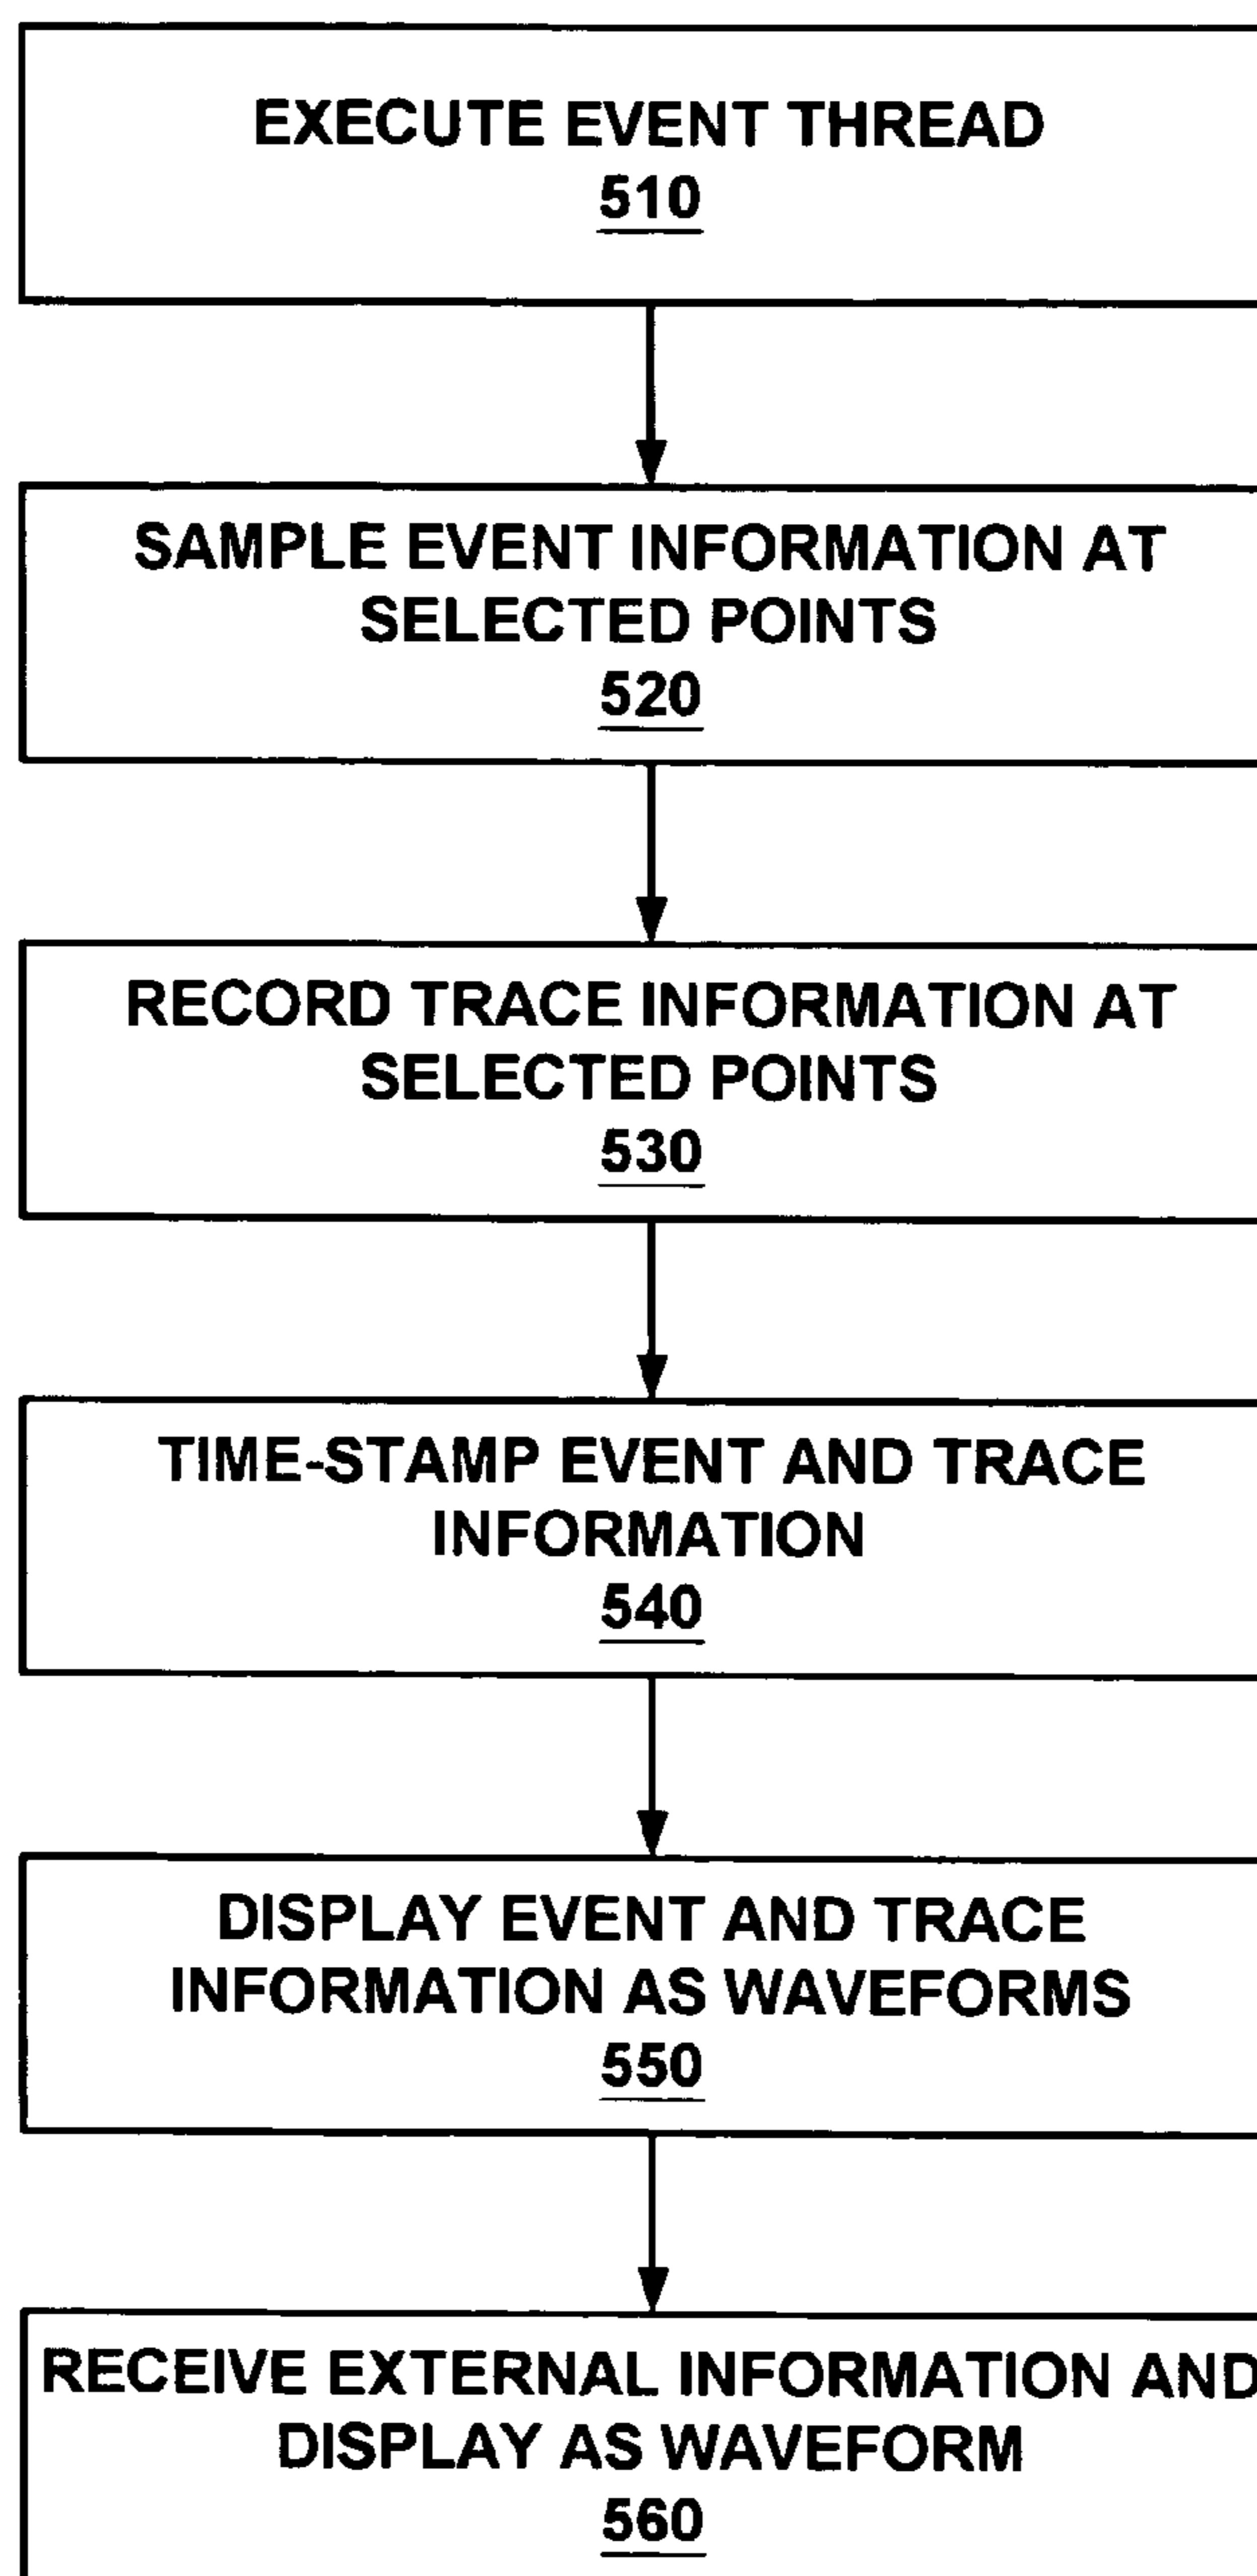 EXECUTE EVENT THREAD
510
SAMPLE EVENT INFORMATION AT
SELECTED POINTS
520
RECORD TRACE INFORMATION AT
SELECTED POINTS
530
TIME-STAMP EVENT AND TRACE
INFORMATION
540
DISPLAY EVENT AND TRACE
INFORMATION AS WAVEFORMS
550
RECEIVE EXTERNAL INFORMATION AND
DISPLAY AS WAVEFORM
560